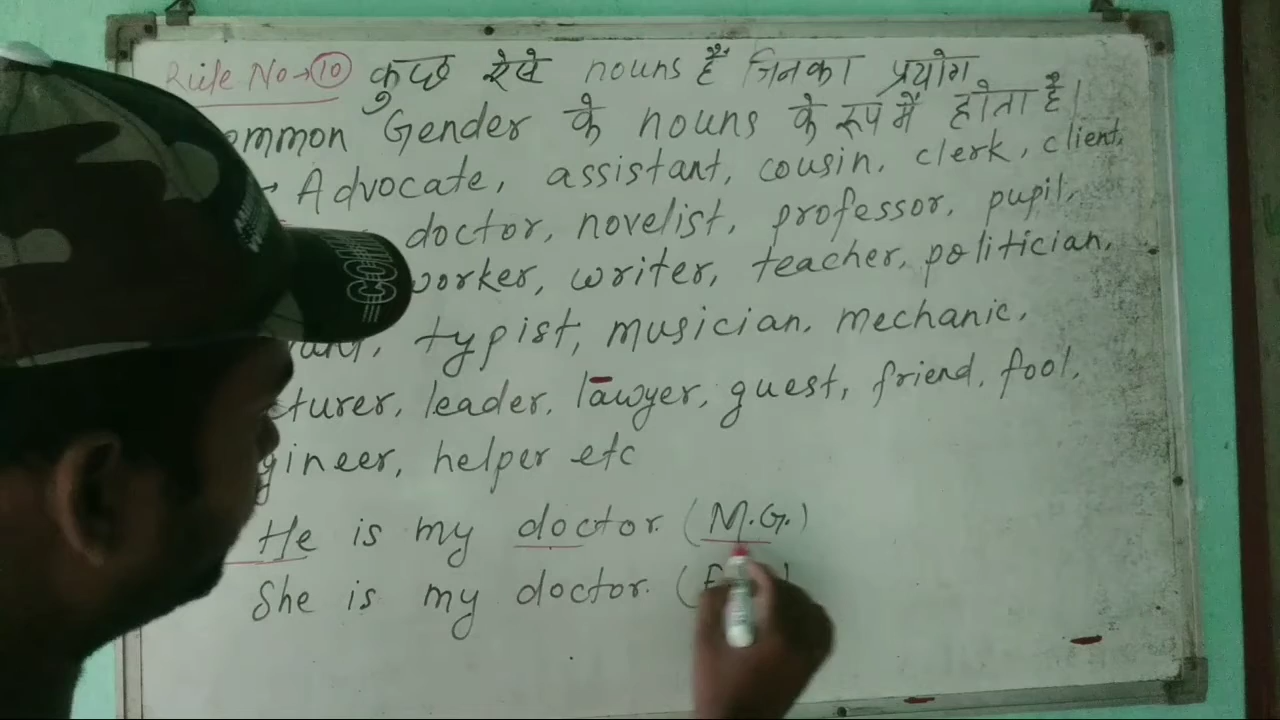 Rule No→10 कुछ ऐसे nouns हैं जिनका प्रयोग
ommon Gender के nouns के रूप में होता है।
→ Advocate, assistant, cousin, clerk, client,
doctor, novelist, professor, pupil,
worker, writer, teacher, politician,
typist, musician, mechanic,
cturer, leader, lawyer, guest, friend, fool,
gineer, helper etc
He is my doctor (M.G.)
She is my doctor. (F